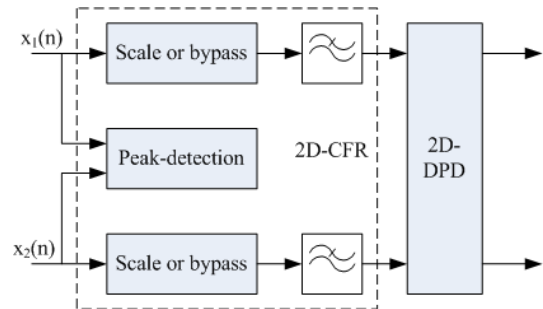 x₁(n)
Scale or bypass
Peak-detection
2D-CFR
2D-
DPD
x₂(n)
Scale or bypass